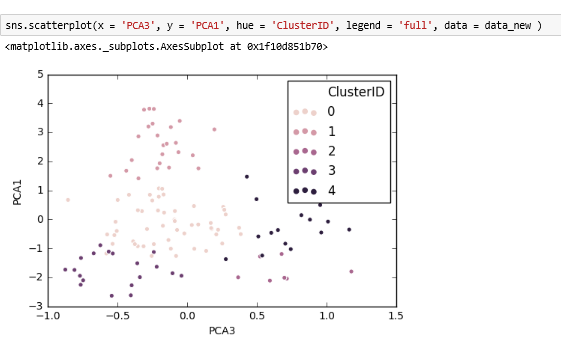 sns.scatterplot(x = 'PCA3', y = 'PCA1', hue = 'ClusterID', legend = 'full', data = data_new )
<matplotlib.axes._subplots.AxesSubplot at 0x1f10d851b70>
5
4
3
2
1
0
−1
−2
−3
PCA1
ClusterID
0
1
2
3
4
−1.0 −0.5 0.0 0.5 1.0 1.5
PCA3